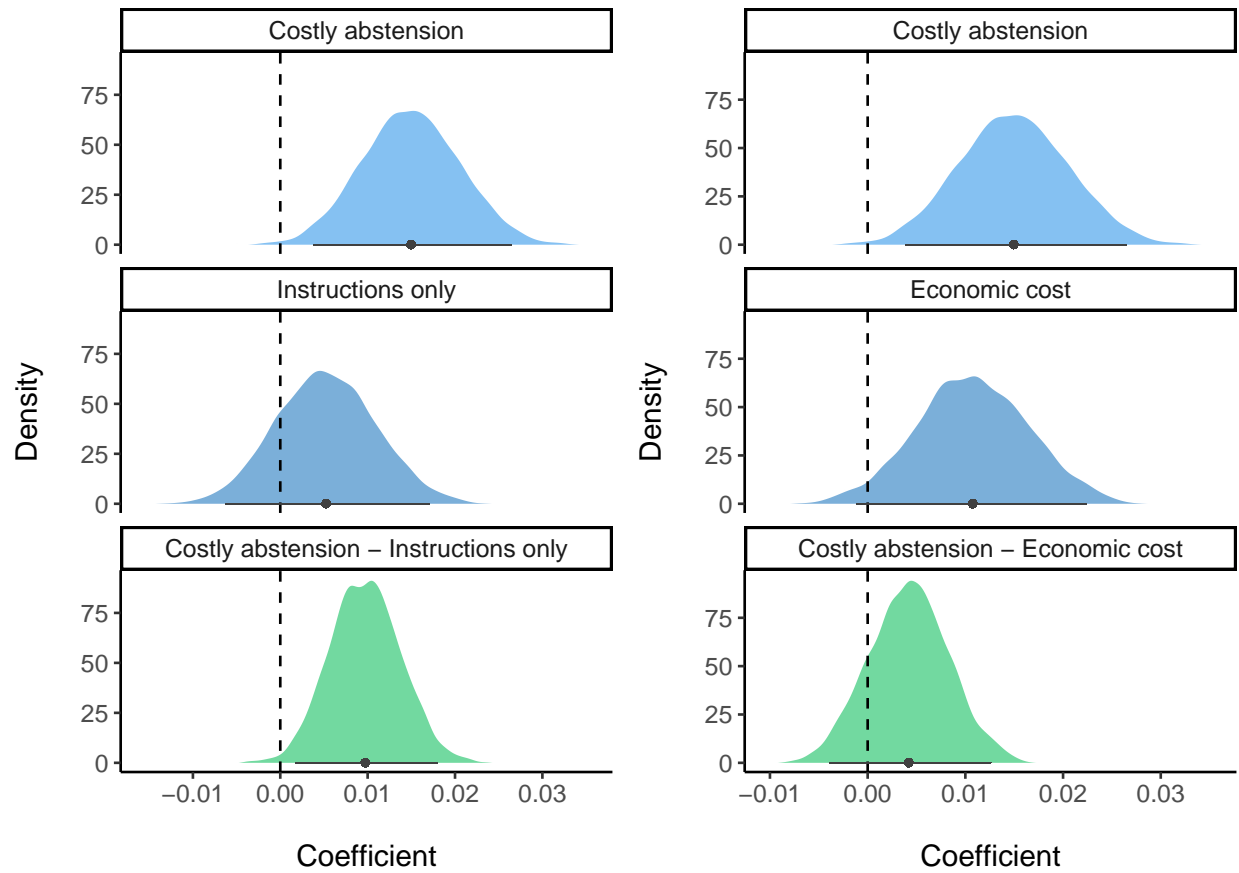 Costly abstension
75
50
25
0
Instructions only
75
50
25
0
Costly abstension − Instructions only
75
50
25
0
−0.01 0.00 0.01 0.02 0.03
Density
Coefficient
Costly abstension
75
50
25
0
Economic cost
75
50
25
0
Costly abstension − Economic cost
75
50
25
0
−0.01 0.00 0.01 0.02 0.03
Density
Coefficient